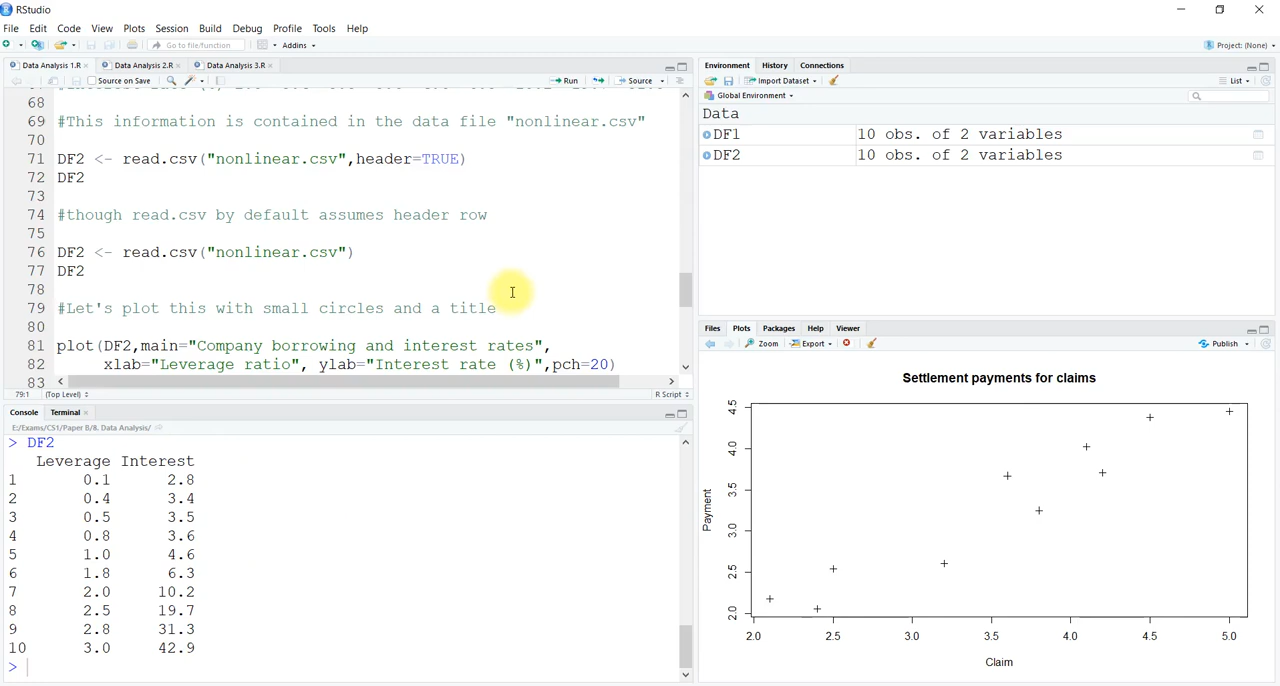 RStudio
File Edit Code View Plots Session Build Debug Profile Tools Help
Go to file/function Addins Project: (None)
Data Analysis 1.R Data Analysis 2.R Data Analysis 3.R
Source on Save Run Source
68
69 #This information is contained in the data file "nonlinear.csv"
70
71 DF2 <- read.csv("nonlinear.csv",header=TRUE)
72 DF2
73
74 #though read.csv by default assumes header row
75
76 DF2 <- read.csv("nonlinear.csv")
77 DF2
78
79 #Let's plot this with small circles and a title
80
81 plot(DF2,main="Company borrowing and interest rates",
82 xlab="Leverage ratio", ylab="Interest rate (%)",pch=20)
83
79:1 (Top Level) R Script
Console Terminal
E:/Exams/CS1/Paper B/8. Data Analysis/
> DF2
Leverage Interest
1 0.1 2.8
2 0.4 3.4
3 0.5 3.5
4 0.8 3.6
5 1.0 4.6
6 1.8 6.3
7 2.0 10.2
8 2.5 19.7
9 2.8 31.3
10 3.0 42.9
>
Environment History Connections
Import Dataset List
Global Environment
Data
DF1 10 obs. of 2 variables
DF2 10 obs. of 2 variables
Files Plots Packages Help Viewer
Zoom Export Publish
Settlement payments for claims
Payment
4.5
4.0
3.5
3.0
2.5
2.0
2.0 2.5 3.0 3.5 4.0 4.5 5.0
Claim